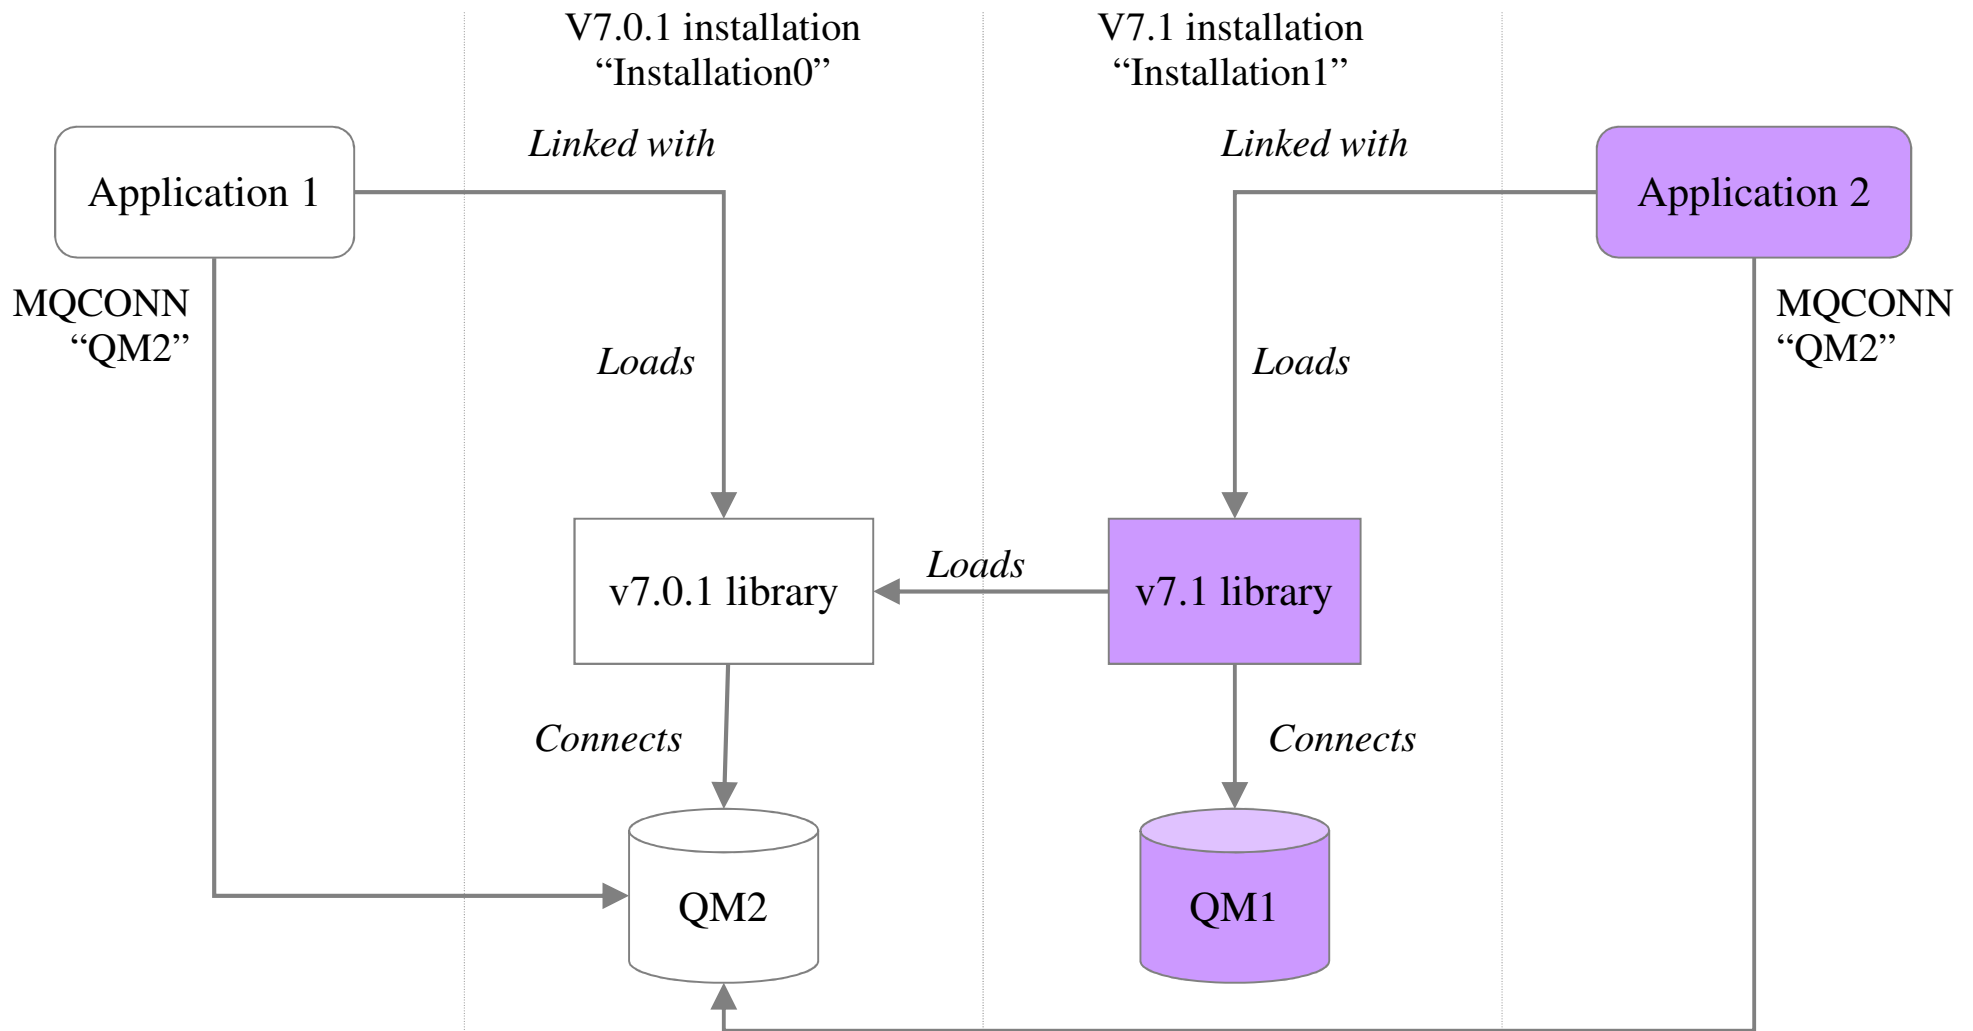 V7.0.1 installation
“Installation0”
V7.1 installation
“Installation1”
Linked with
Linked with
Application 1
Application 2
MQCONN
“QM2”
MQCONN
“QM2”
Loads
Loads
Loads
v7.0.1 library
v7.1 library
Connects
Connects
QM2
QM1